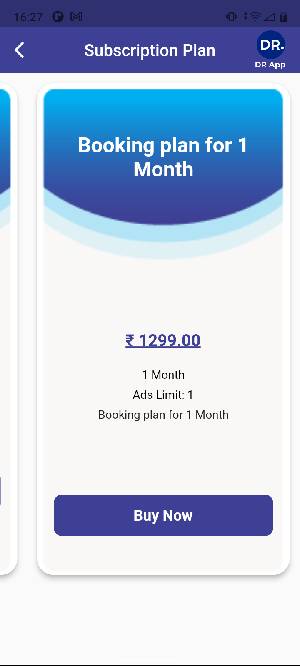 16:27
Subscription Plan
DR.
DR App
Booking plan for 1
Month
₹ 1299.00
1 Month
Ads Limit: 1
Booking plan for 1 Month
Buy Now